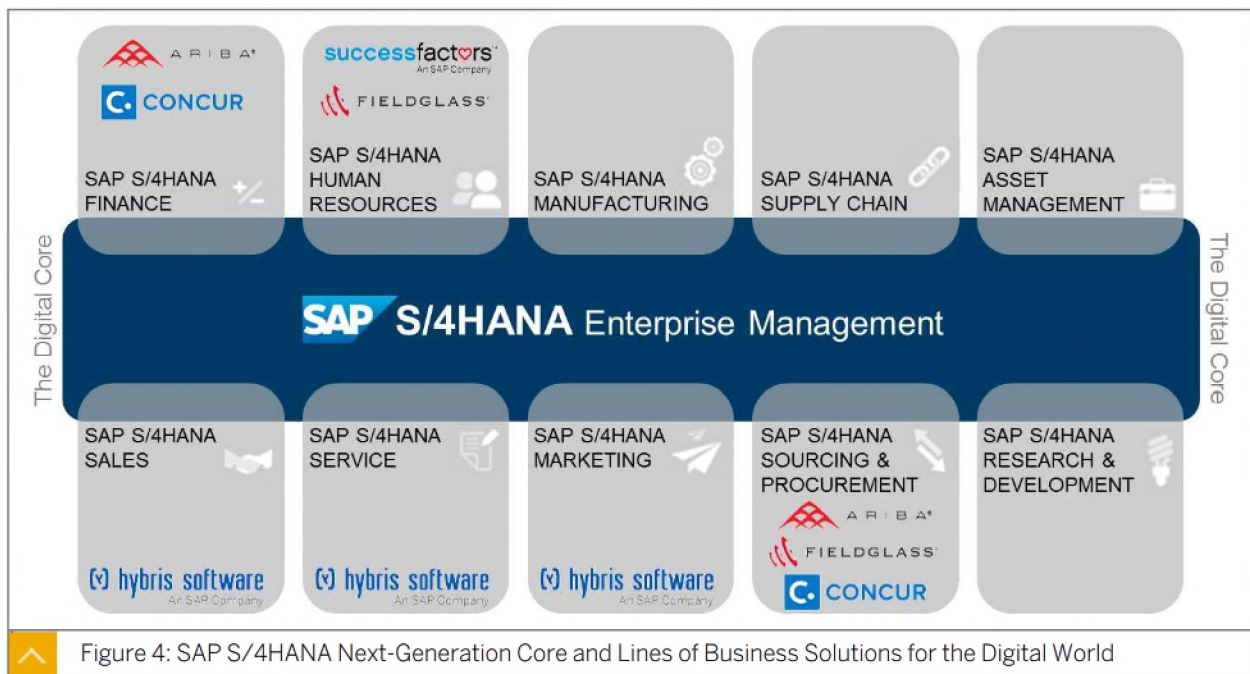 ARIBA®
CONCUR
SAP S/4HANA
FINANCE
successfactors™
An SAP Company
FIELDGLASS
SAP S/4HANA
HUMAN
RESOURCES
SAP S/4HANA
MANUFACTURING
SAP S/4HANA
SUPPLY CHAIN
SAP S/4HANA
ASSET
MANAGEMENT
The Digital Core
SAP S/4HANA Enterprise Management
The Digital Core
SAP S/4HANA
SALES
hybris software
An SAP Company
SAP S/4HANA
SERVICE
hybris software
An SAP Company
SAP S/4HANA
MARKETING
hybris software
An SAP Company
SAP S/4HANA
SOURCING &
PROCUREMENT
ARIBA®
FIELDGLASS
CONCUR
SAP S/4HANA
RESEARCH &
DEVELOPMENT
Figure 4: SAP S/4HANA Next-Generation Core and Lines of Business Solutions for the Digital World